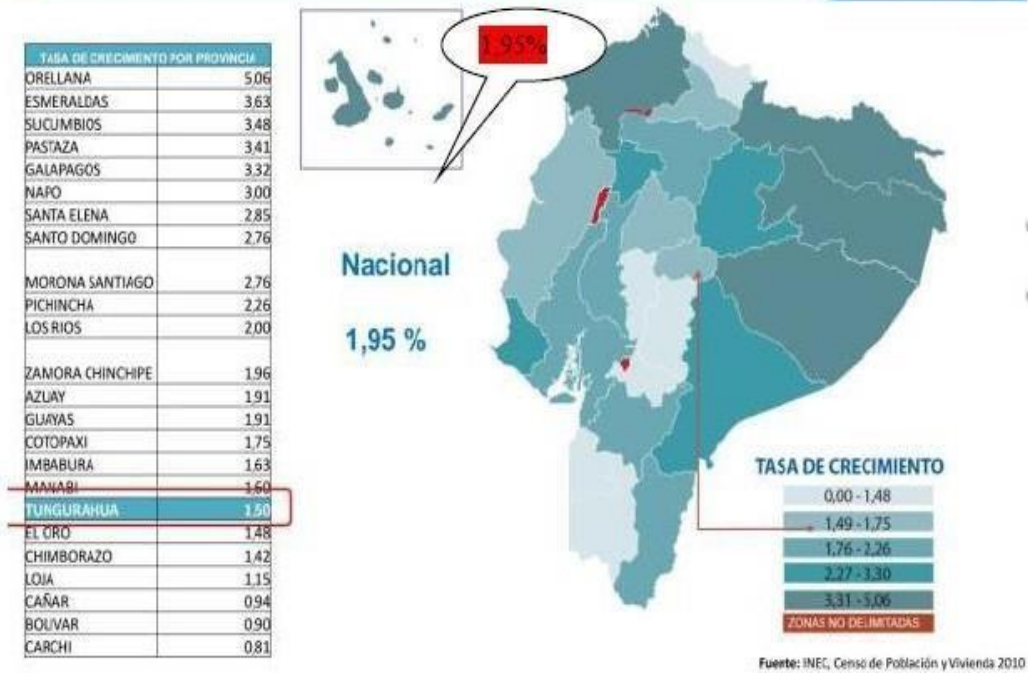 TASA DE CRECIMIENTO POR PROVINCIA
ORELLANA 5,06
ESMERALDAS 3,63
SUCUMBIOS 3,48
PASTAZA 3,41
GALAPAGOS 3,32
NAPO 3,00
SANTA ELENA 2,85
SANTO DOMINGO 2,76
MORONA SANTIAGO 2,76
PICHINCHA 2,26
LOS RIOS 2,00
ZAMORA CHINCHIPE 1,96
AZUAY 1,91
GUAYAS 1,91
COTOPAXI 1,75
IMBABURA 1,63
MANABI 1,60
TUNGURAHUA 1,50
EL ORO 1,48
CHIMBORAZO 1,42
LOJA 1,15
CAÑAR 0,94
BOLIVAR 0,90
CARCHI 0,81
1,95%
Nacional
1,95 %
TASA DE CRECIMIENTO
0,00 - 1,48
1,49 - 1,75
1,76 - 2,26
2,27 - 3,30
3,31 - 5,06
ZONAS NO DELIMITADAS
Fuente: INEC, Censo de Población y Vivienda 2010